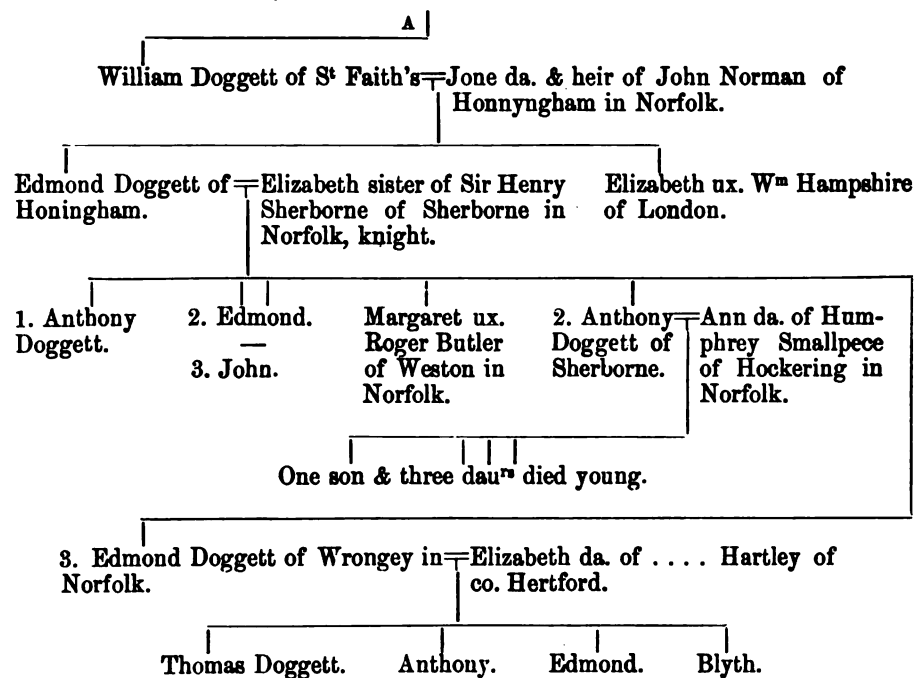 A
William Doggett of Sᵗ Faith's=Jone da. & heir of John Norman of
Honnyngham in Norfolk.
Edmond Doggett of
Honingham.
=Elizabeth sister of Sir Henry
Sherborne of Sherborne in
Norfolk, knight.
Elizabeth ux. Wᵐ Hampshire
of London.
1. Anthony
Doggett.
2. Edmond.
—
3. John.
Margaret ux.
Roger Butler
of Weston in
Norfolk.
2. Anthony
Doggett of
Sherborne.
=Ann da. of Hum-
phrey Smallpece
of Hockering in
Norfolk.
One son & three dauʳˢ died young.
3. Edmond Doggett of Wrongey in
Norfolk.
=Elizabeth da. of .... Hartley of
co. Hertford.
Thomas Doggett. Anthony. Edmond. Blyth.